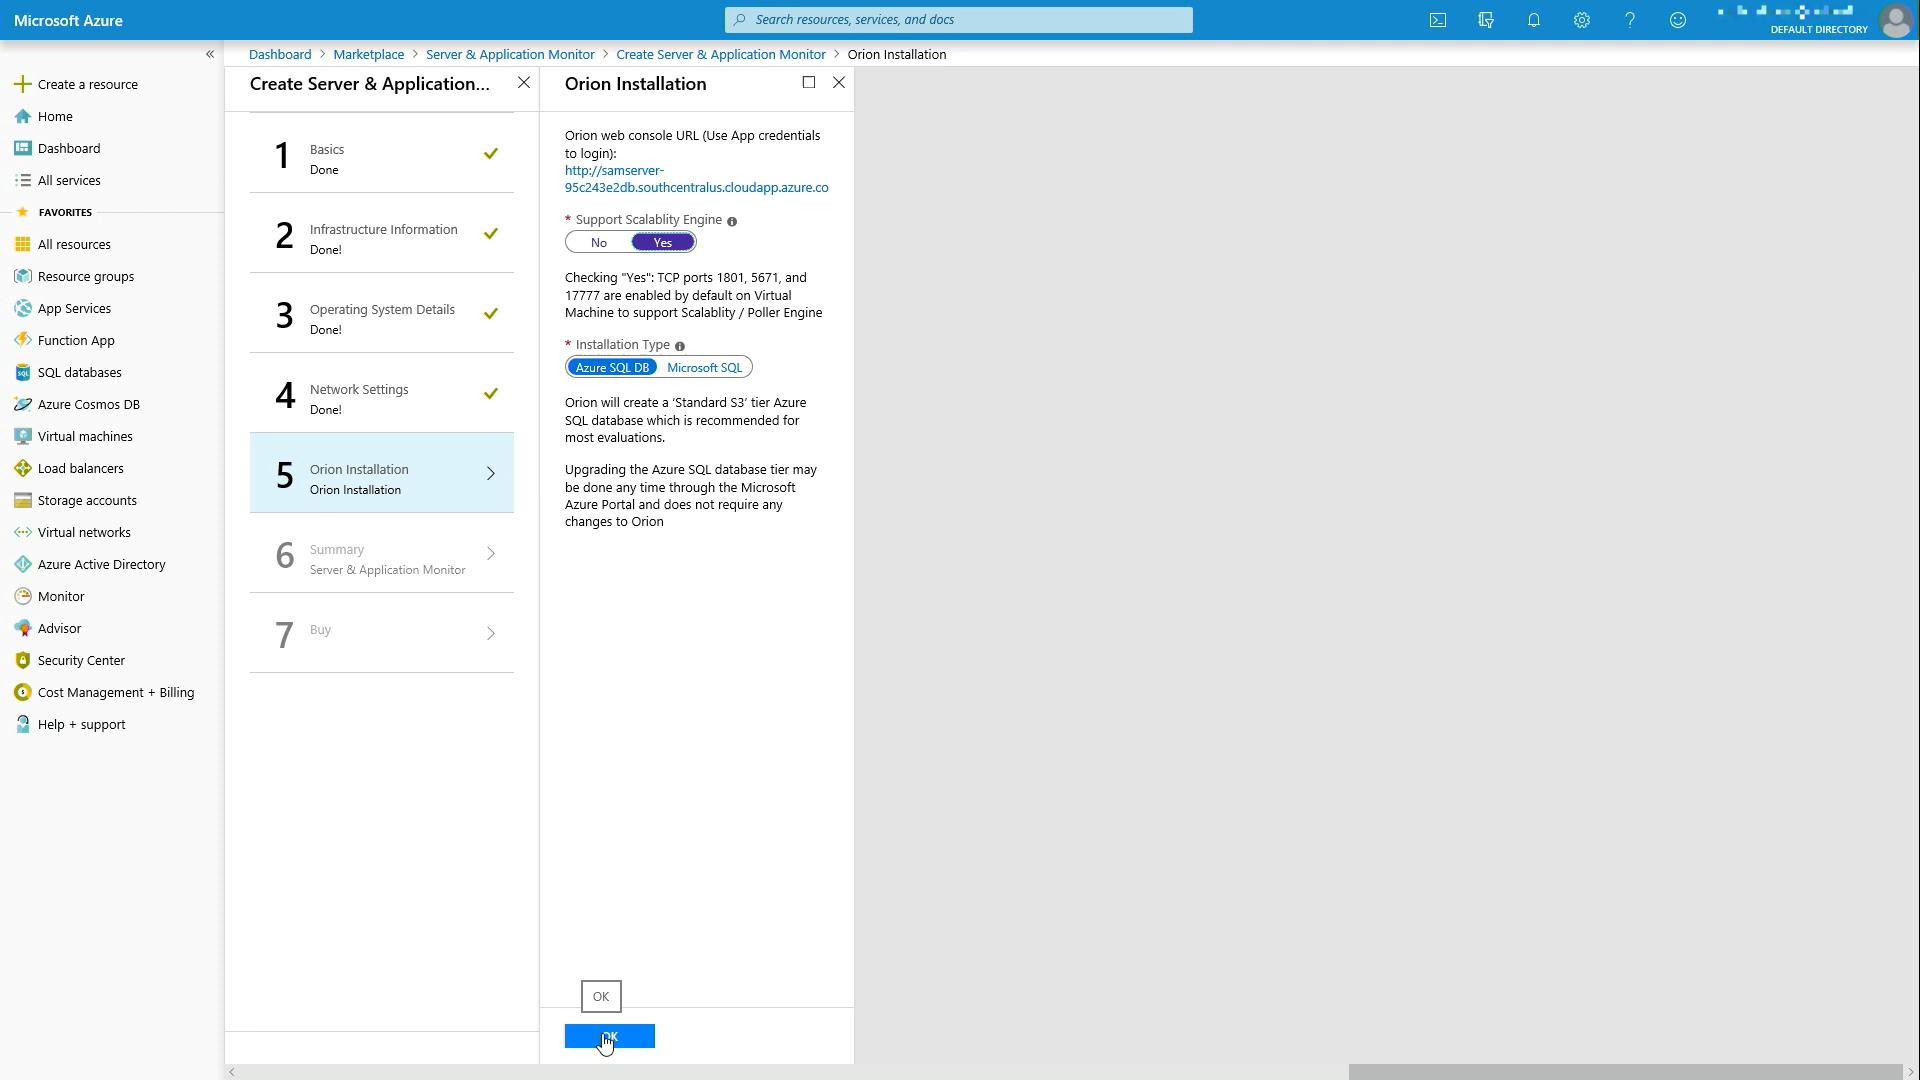 Microsoft Azure
Search resources, services, and docs
DEFAULT DIRECTORY
«
Dashboard > Marketplace > Server & Application Monitor > Create Server & Application Monitor > Orion Installation
Create a resource
Home
Dashboard
All services
FAVORITES
All resources
Resource groups
App Services
Function App
SQL databases
Azure Cosmos DB
Virtual machines
Load balancers
Storage accounts
Virtual networks
Azure Active Directory
Monitor
Advisor
Security Center
Cost Management + Billing
Help + support
Create Server & Application...
1 Basics
Done
2 Infrastructure Information
Done!
3 Operating System Details
Done!
4 Network Settings
Done!
5 Orion Installation
Orion Installation
6 Summary
Server & Application Monitor
7 Buy
Orion Installation
Orion web console URL (Use App credentials
to login):
http://samserver-
95c243e2db.southcentralus.cloudapp.azure.co
* Support Scalablity Engine
No Yes
Checking "Yes": TCP ports 1801, 5671, and
17777 are enabled by default on Virtual
Machine to support Scalablity / Poller Engine
* Installation Type
Azure SQL DB Microsoft SQL
Orion will create a ‘Standard S3’ tier Azure
SQL database which is recommended for
most evaluations.
Upgrading the Azure SQL database tier may
be done any time through the Microsoft
Azure Portal and does not require any
changes to Orion
OK
OK